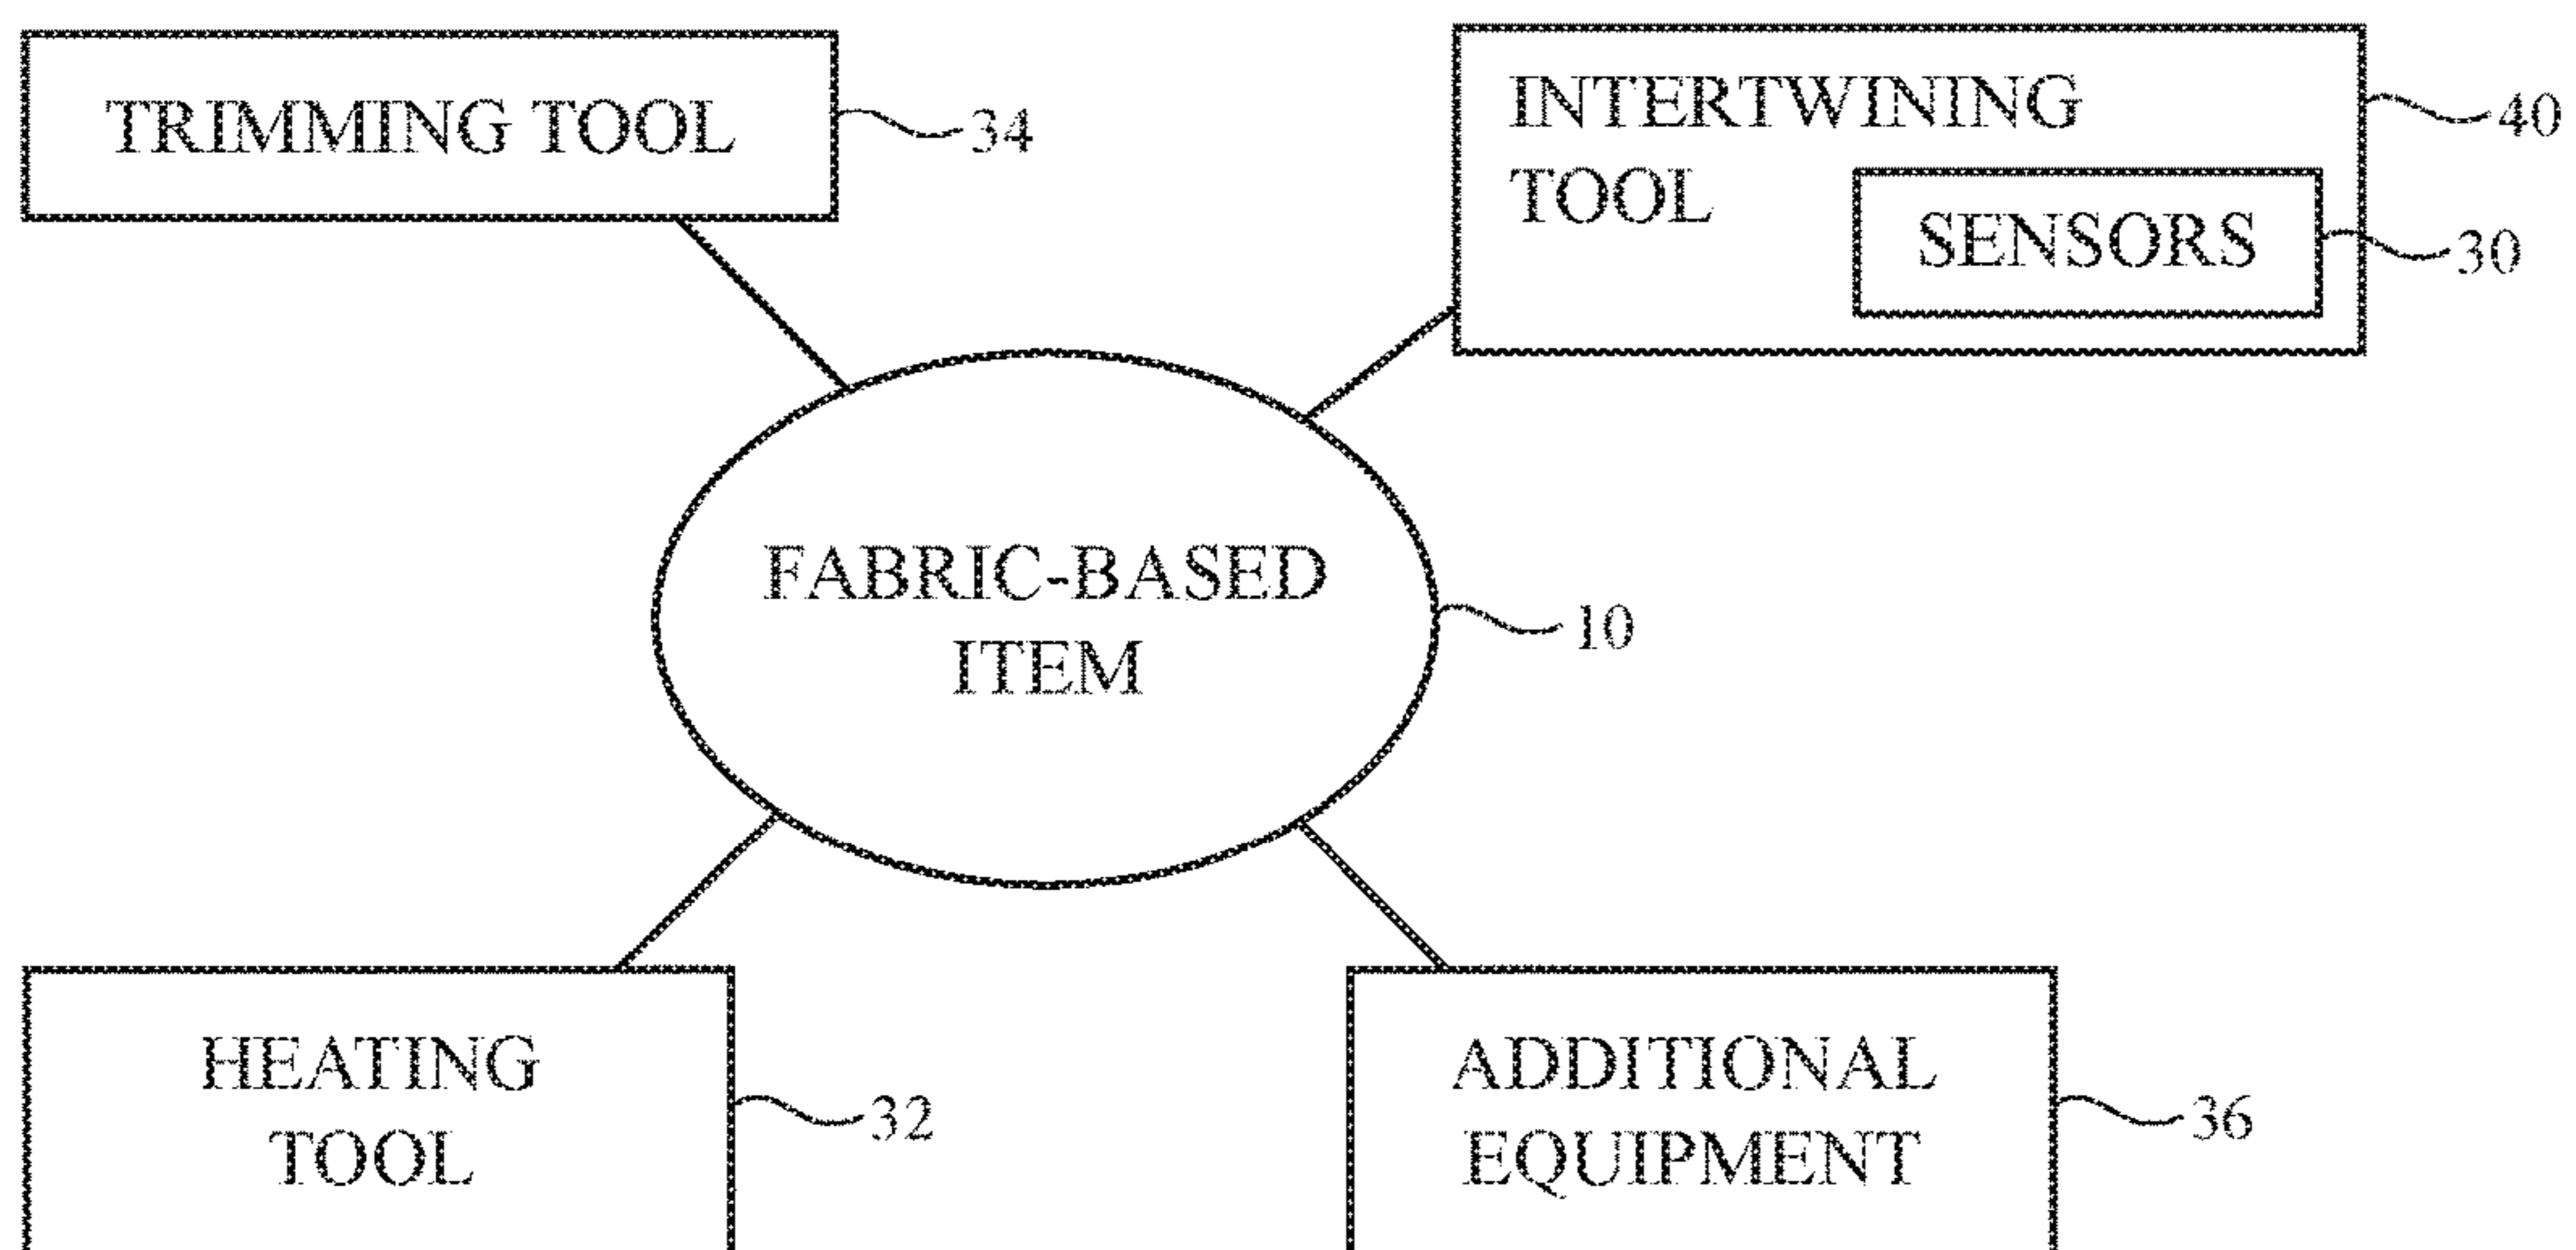 TRIMMING TOOL
34
INTERTWINING
TOOL
40
SENSORS
30
FABRIC-BASED
ITEM
10
HEATING
TOOL
32
ADDITIONAL
EQUIPMENT
36